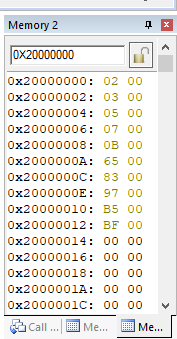 Memory 2
0X20000000
0x20000000: 02 00
0x20000002: 03 00
0x20000004: 05 00
0x20000006: 07 00
0x20000008: 0B 00
0x2000000A: 65 00
0x2000000C: 83 00
0x2000000E: 97 00
0x20000010: B5 00
0x20000012: BF 00
0x20000014: 00 00
0x20000016: 00 00
0x20000018: 00 00
0x2000001A: 00 00
0x2000001C: 00 00
Call ... Me... Me...